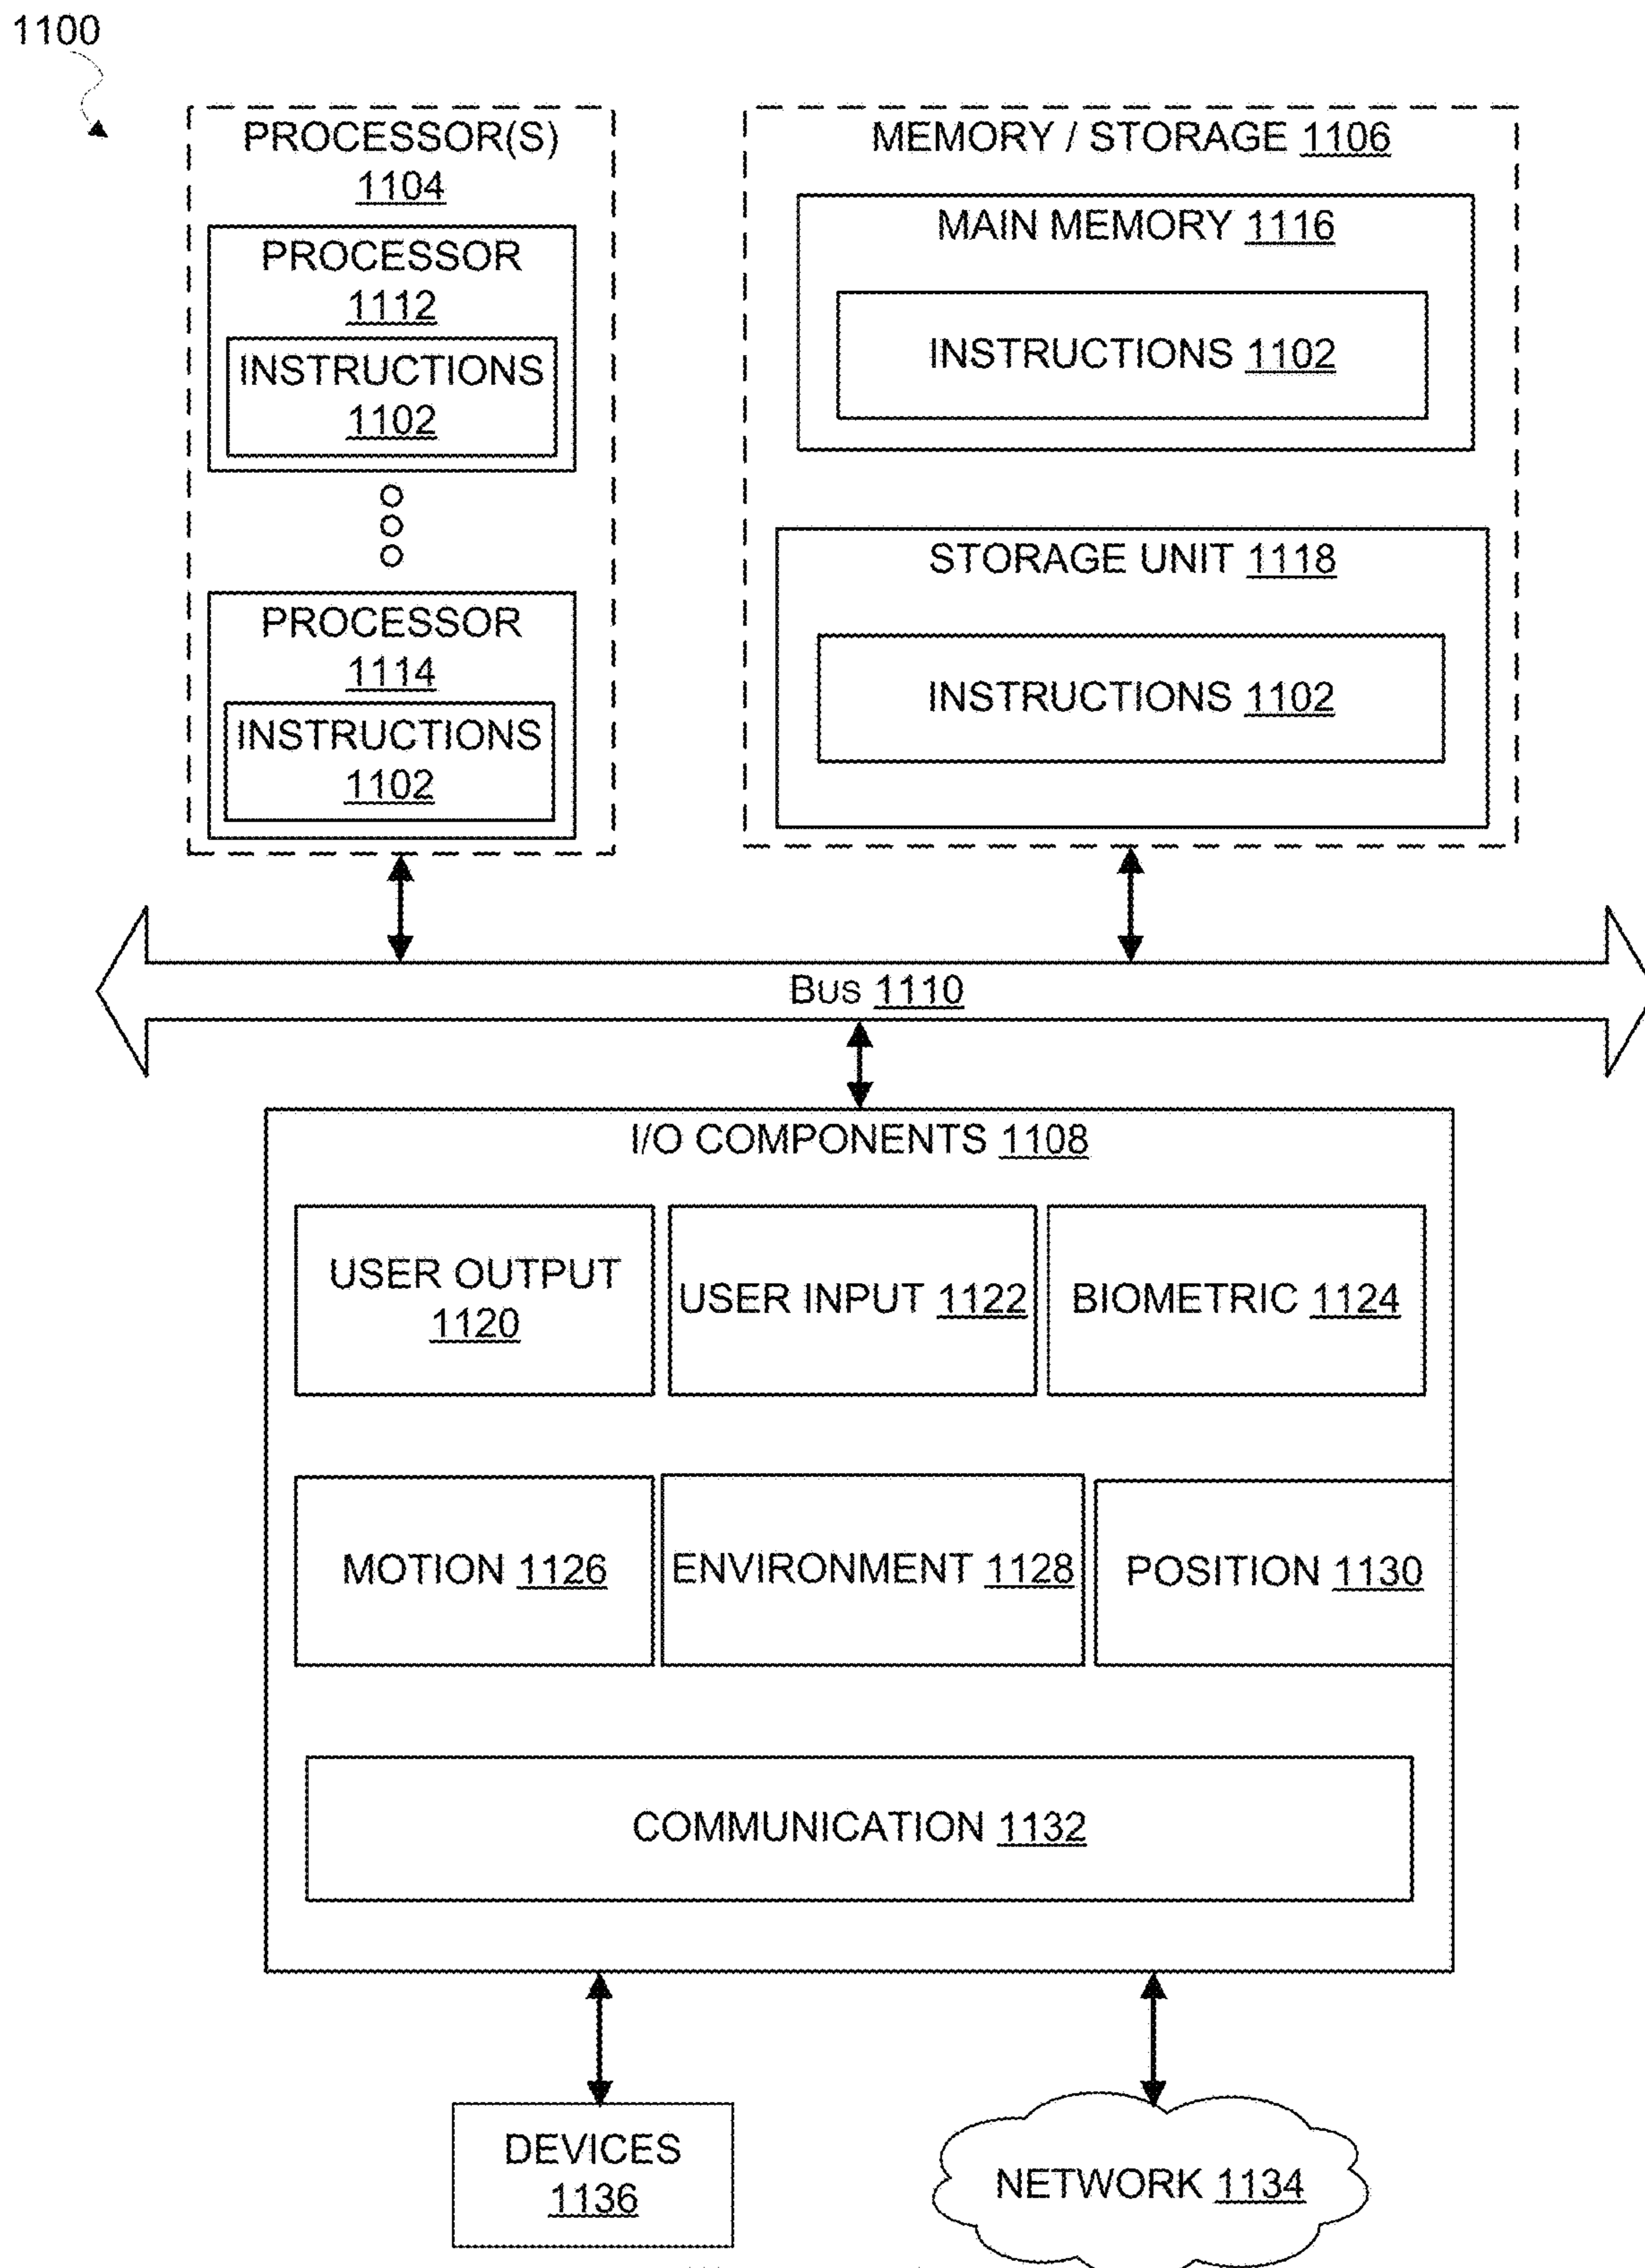 1100
PROCESSOR(S)
1104
PROCESSOR
1112
INSTRUCTIONS
1102
PROCESSOR
1114
INSTRUCTIONS
1102
MEMORY / STORAGE 1106
MAIN MEMORY 1116
INSTRUCTIONS 1102
STORAGE UNIT 1118
INSTRUCTIONS 1102
BUS 1110
I/O COMPONENTS 1108
USER OUTPUT
1120
USER INPUT 1122
BIOMETRIC 1124
MOTION 1126
ENVIRONMENT 1128
POSITION 1130
COMMUNICATION 1132
DEVICES
1136
NETWORK 1134